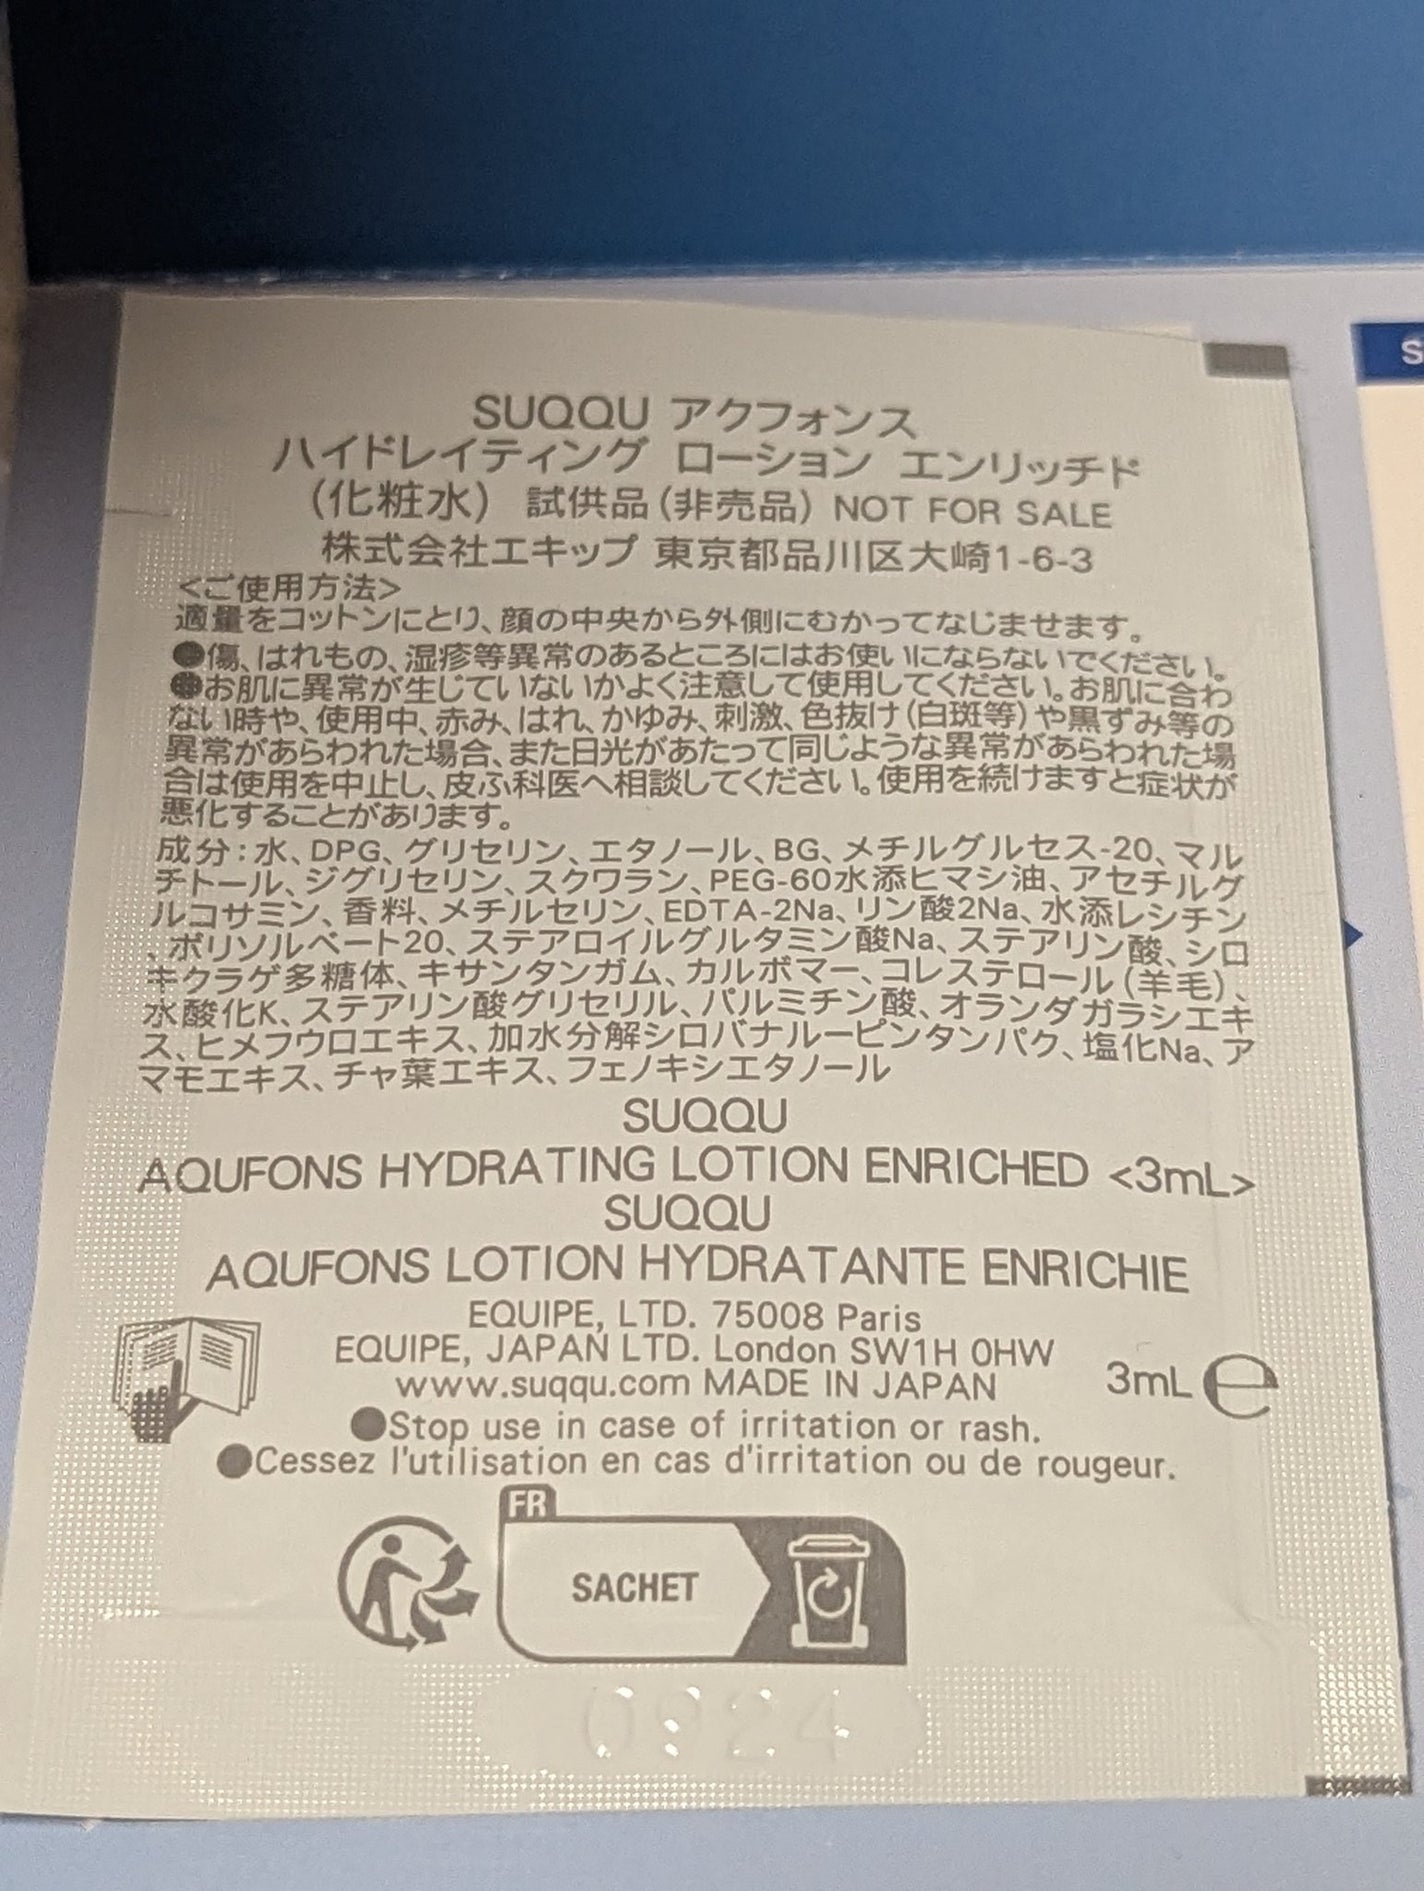 SUQQU アクフォンス
ハイドレイティング ローション エンリッチド
(化粧水) 試供品(非売品) NOT FOR SALE
株式会社エキップ 東京都品川区大崎1-6-3
<ご使用方法>
適量をコットンにとり、顔の中央から外側にむかってなじませます。
●傷、はれもの、湿疹等異常のあるところにはお使いにならないでください。
●お肌に異常が生じていないかよく注意して使用してください。お肌に合わ
ない時や、使用中、赤み、はれ、かゆみ、刺激、色抜け(白斑等)や黒ずみ等の
異常があらわれた場合、また日光があたって同じような異常があらわれた場
合は使用を中止し、皮ふ科医へ相談してください。使用を続けますと症状が
悪化することがあります。
成分:水、DPG、グリセリン、エタノール、BG、メチルグルセス-20、マル
チトール、ジグリセリン、スクワラン、PEG-60水添ヒマシ油、アセチルグ
ルコサミン、香料、メチルセリン、EDTA-2Na、リン酸2Na、水添レシチン
、ポリソルベート20、ステアロイルグルタミン酸Na、ステアリン酸、シロ
キクラゲ多糖体、キサンタンガム、カルボマー、コレステロール(羊毛)、
水酸化K、ステアリン酸グリセリル、パルミチン酸、オランダガラシエキ
ス、ヒメフウロエキス、加水分解シロバナルーピンタンパク、塩化Na、ア
マモエキス、チャ葉エキス、フェノキシエタノール
SUQQU
AQUFONS HYDRATING LOTION ENRICHED <3mL>
SUQQU
AQUFONS LOTION HYDRATANTE ENRICHIE
EQUIPE, LTD. 75008 Paris
EQUIPE, JAPAN LTD. London SW1H 0HW
www.suqqu.com MADE IN JAPAN
3mL e
●Stop use in case of irritation or rash.
●Cessez l'utilisation en cas d'irritation ou de rougeur.
FR
SACHET
0924
S